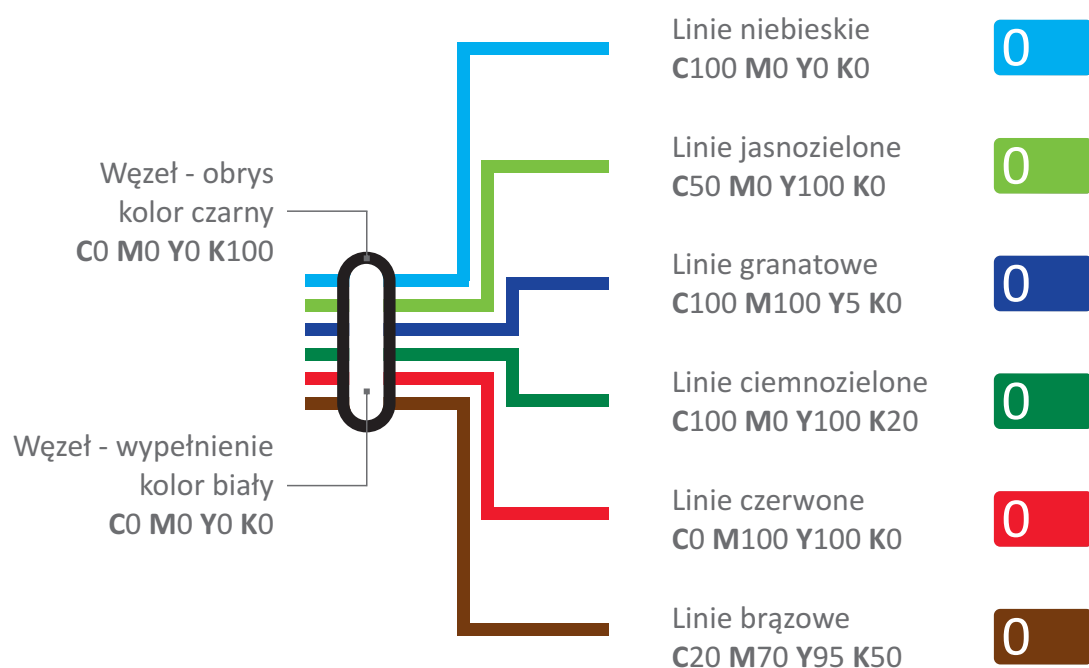 Linie niebieskie
C100 M0 Y0 K0
0
Linie jasnozielone
C50 M0 Y100 K0
0
Węzeł - obrys
kolor czarny
C0 M0 Y0 K100
Linie granatowe
C100 M100 Y5 K0
0
Linie ciemnozielone
C100 M0 Y100 K20
0
Węzeł - wypełnienie
kolor biały
C0 M0 Y0 K0
Linie czerwone
C0 M100 Y100 K0
0
Linie brązowe
C20 M70 Y95 K50
0